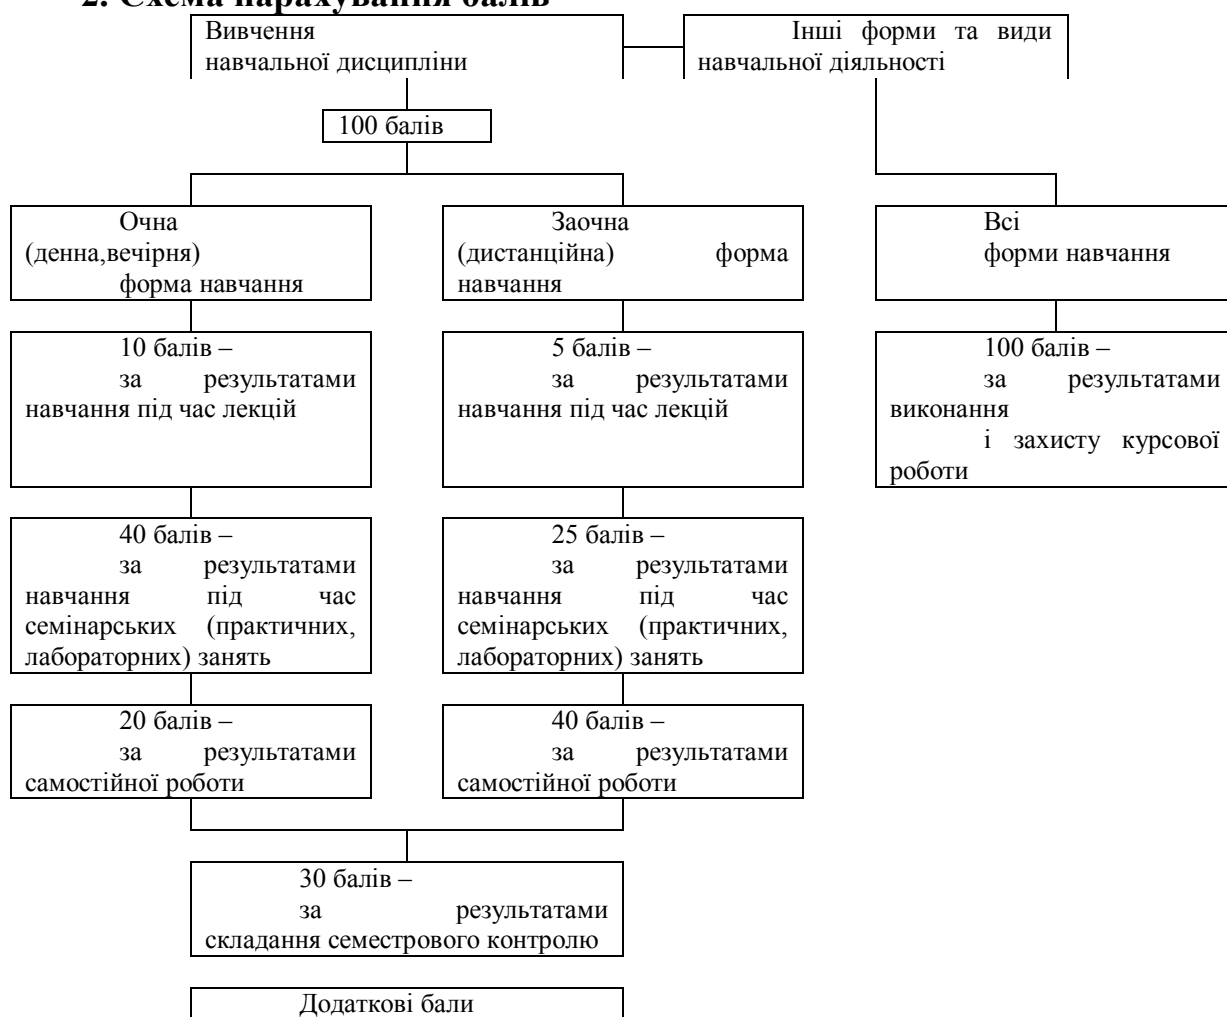 2. Схема нарахування балів
Вивчення
навчальної дисципліни
Інші форми та види
навчальної діяльності
100 балів
Очна
(денна,вечірня)
форма навчання
Заочна
(дистанційна) форма
навчання
Всі
форми навчання
10 балів –
за результатами
навчання під час лекцій
5 балів –
за результатами
навчання під час лекцій
100 балів –
за результатами
виконання
і захисту курсової
роботи
40 балів –
за результатами
навчання під час
семінарських (практичних,
лабораторних) занять
25 балів –
за результатами
навчання під час
семінарських (практичних,
лабораторних) занять
20 балів –
за результатами
самостійної роботи
40 балів –
за результатами
самостійної роботи
30 балів –
за результатами
складання семестрового контролю
Додаткові бали